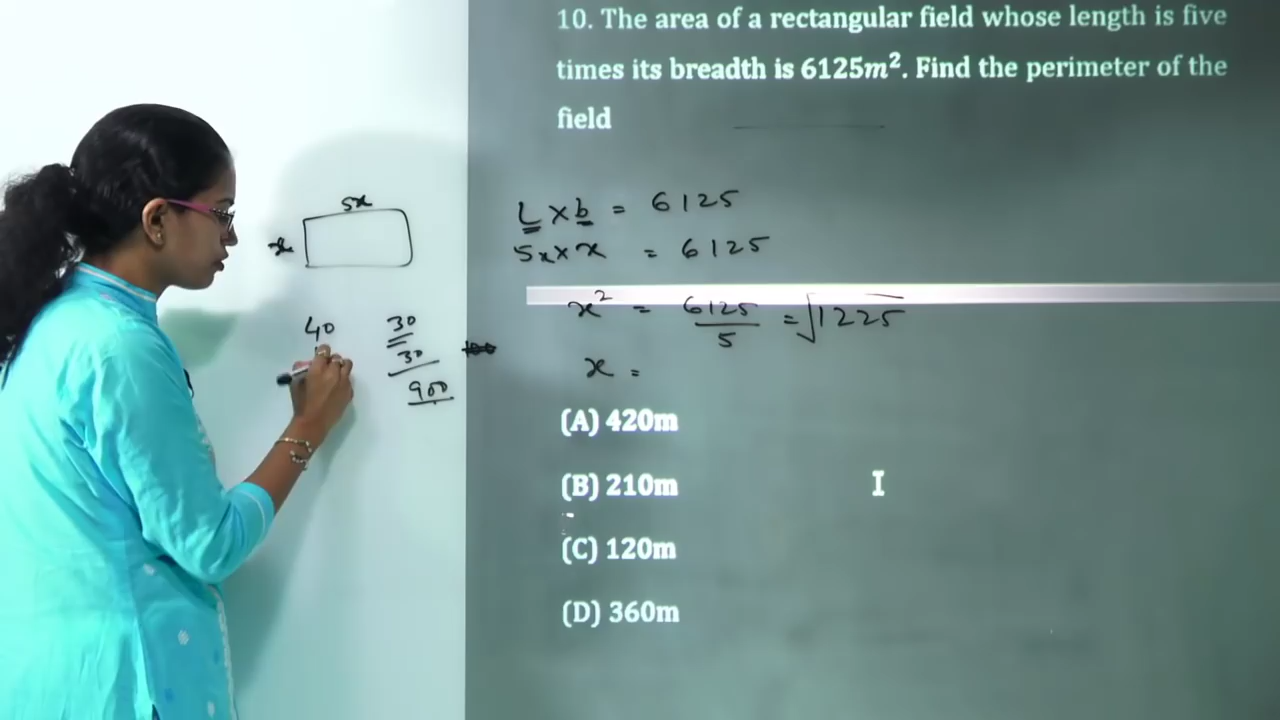 10. The area of a rectangular field whose length is five
times its breadth is 6125m². Find the perimeter of the
field
5x
x
L × b = 6125
5x × x = 6125
x² = 6125/5 = √1225
x =
40
30
30
900
(A) 420m
(B) 210m
(C) 120m
(D) 360m